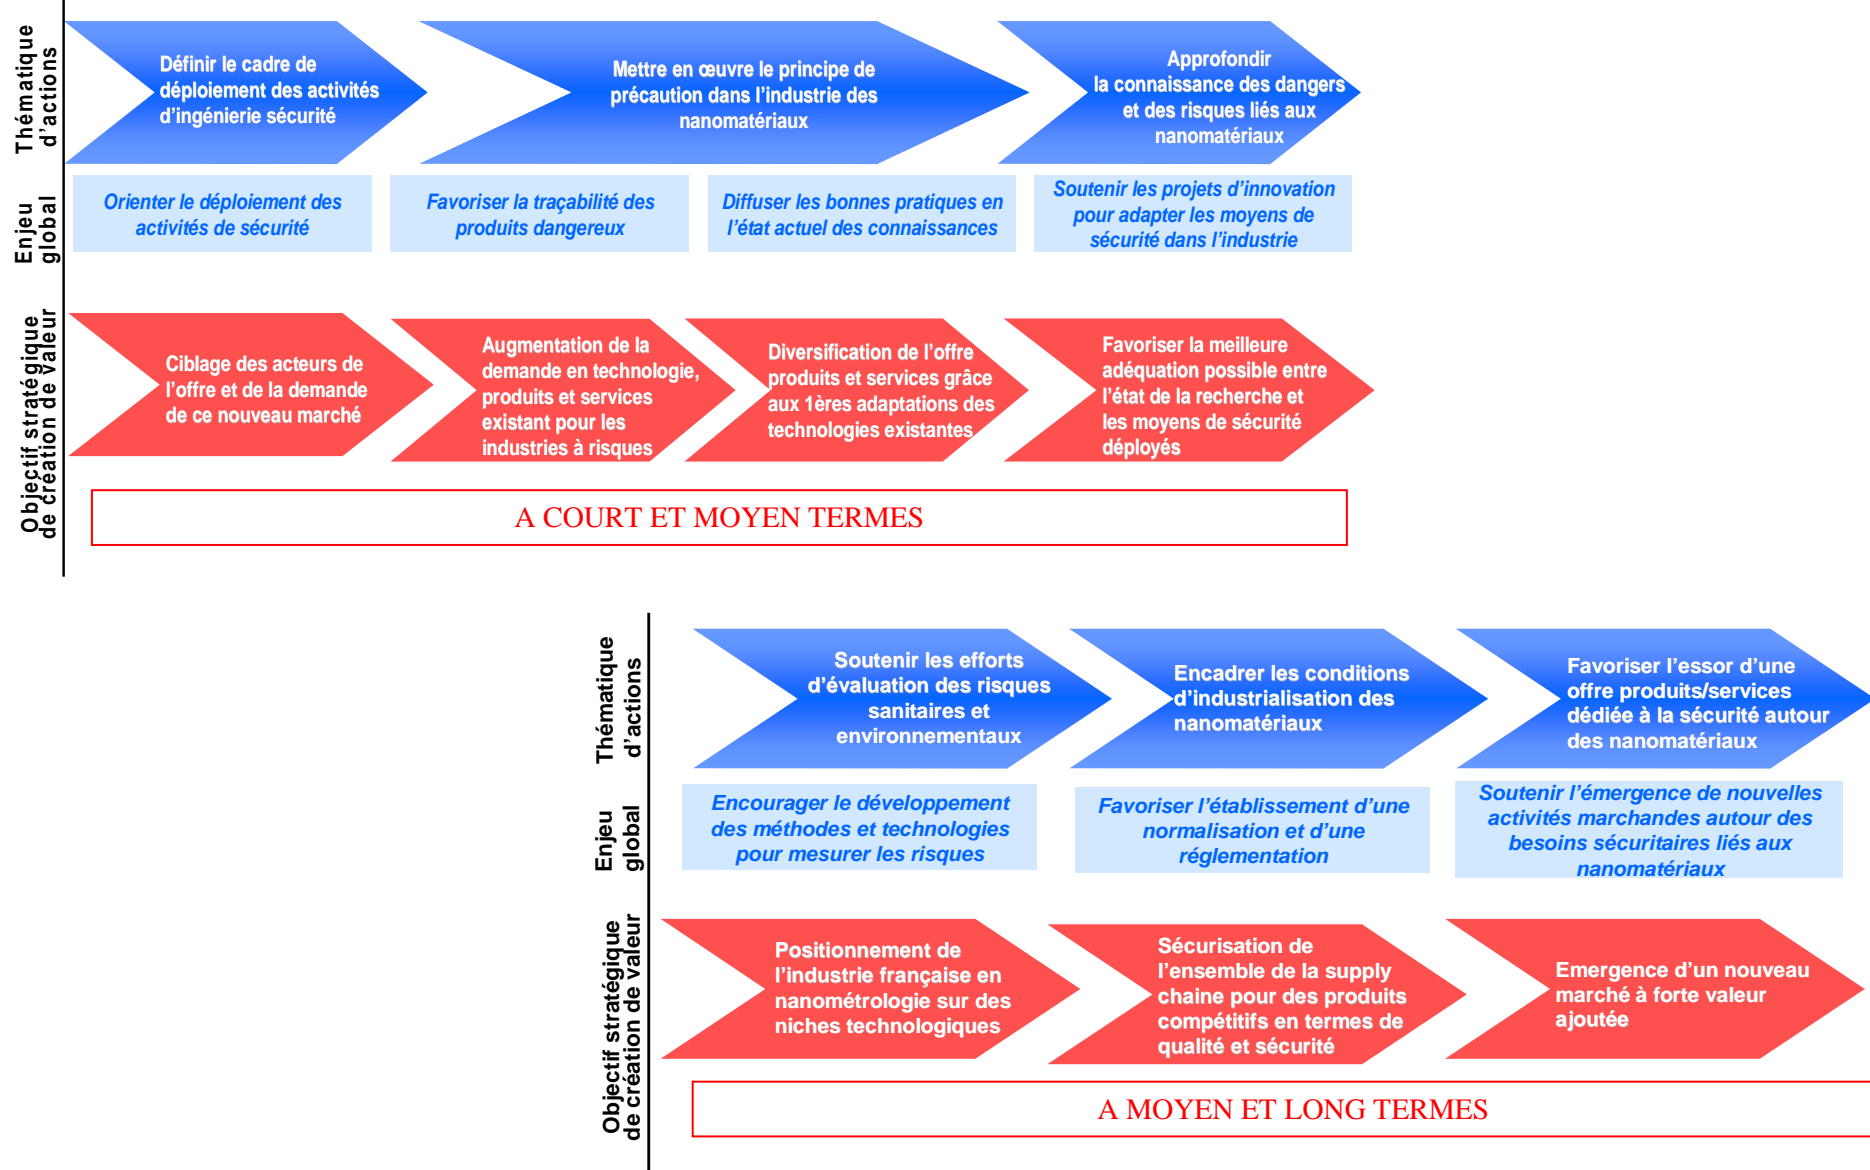 Thématique
d’actions
Définir le cadre de
déploiement des activités
d’ingénierie sécurité
Mettre en œuvre le principe de
précaution dans l’industrie des
nanomatériaux
Approfondir
la connaissance des dangers
et des risques liés aux
nanomatériaux
Enjeu
global
Orienter le déploiement des
activités de sécurité
Favoriser la traçabilité des
produits dangereux
Diffuser les bonnes pratiques en
l’état actuel des connaissances
Soutenir les projets d’innovation
pour adapter les moyens de
sécurité dans l’industrie
Objectif stratégique
de création de valeur
Ciblage des acteurs de
l’offre et de la demande
de ce nouveau marché
Augmentation de la
demande en technologie,
produits et services
existant pour les
industries à risques
Diversification de l’offre
produits et services grâce
aux 1ères adaptations des
technologies existantes
Favoriser la meilleure
adéquation possible entre
l’état de la recherche et
les moyens de sécurité
déployés
A COURT ET MOYEN TERMES
Thématique
d’actions
Soutenir les efforts
d’évaluation des risques
sanitaires et
environnementaux
Encadrer les conditions
d’industrialisation des
nanomatériaux
Favoriser l’essor d’une
offre produits/services
dédiée à la sécurité autour
des nanomatériaux
Enjeu
global
Encourager le développement
des méthodes et technologies
pour mesurer les risques
Favoriser l’établissement d’une
normalisation et d’une
réglementation
Soutenir l’émergence de nouvelles
activités marchandes autour des
besoins sécuritaires liés aux
nanomatériaux
Objectif stratégique
de création de valeur
Positionnement de
l’industrie française en
nanométrologie sur des
niches technologiques
Sécurisation de
l’ensemble de la supply
chaine pour des produits
compétitifs en termes de
qualité et sécurité
Emergence d’un nouveau
marché à forte valeur
ajoutée
A MOYEN ET LONG TERMES